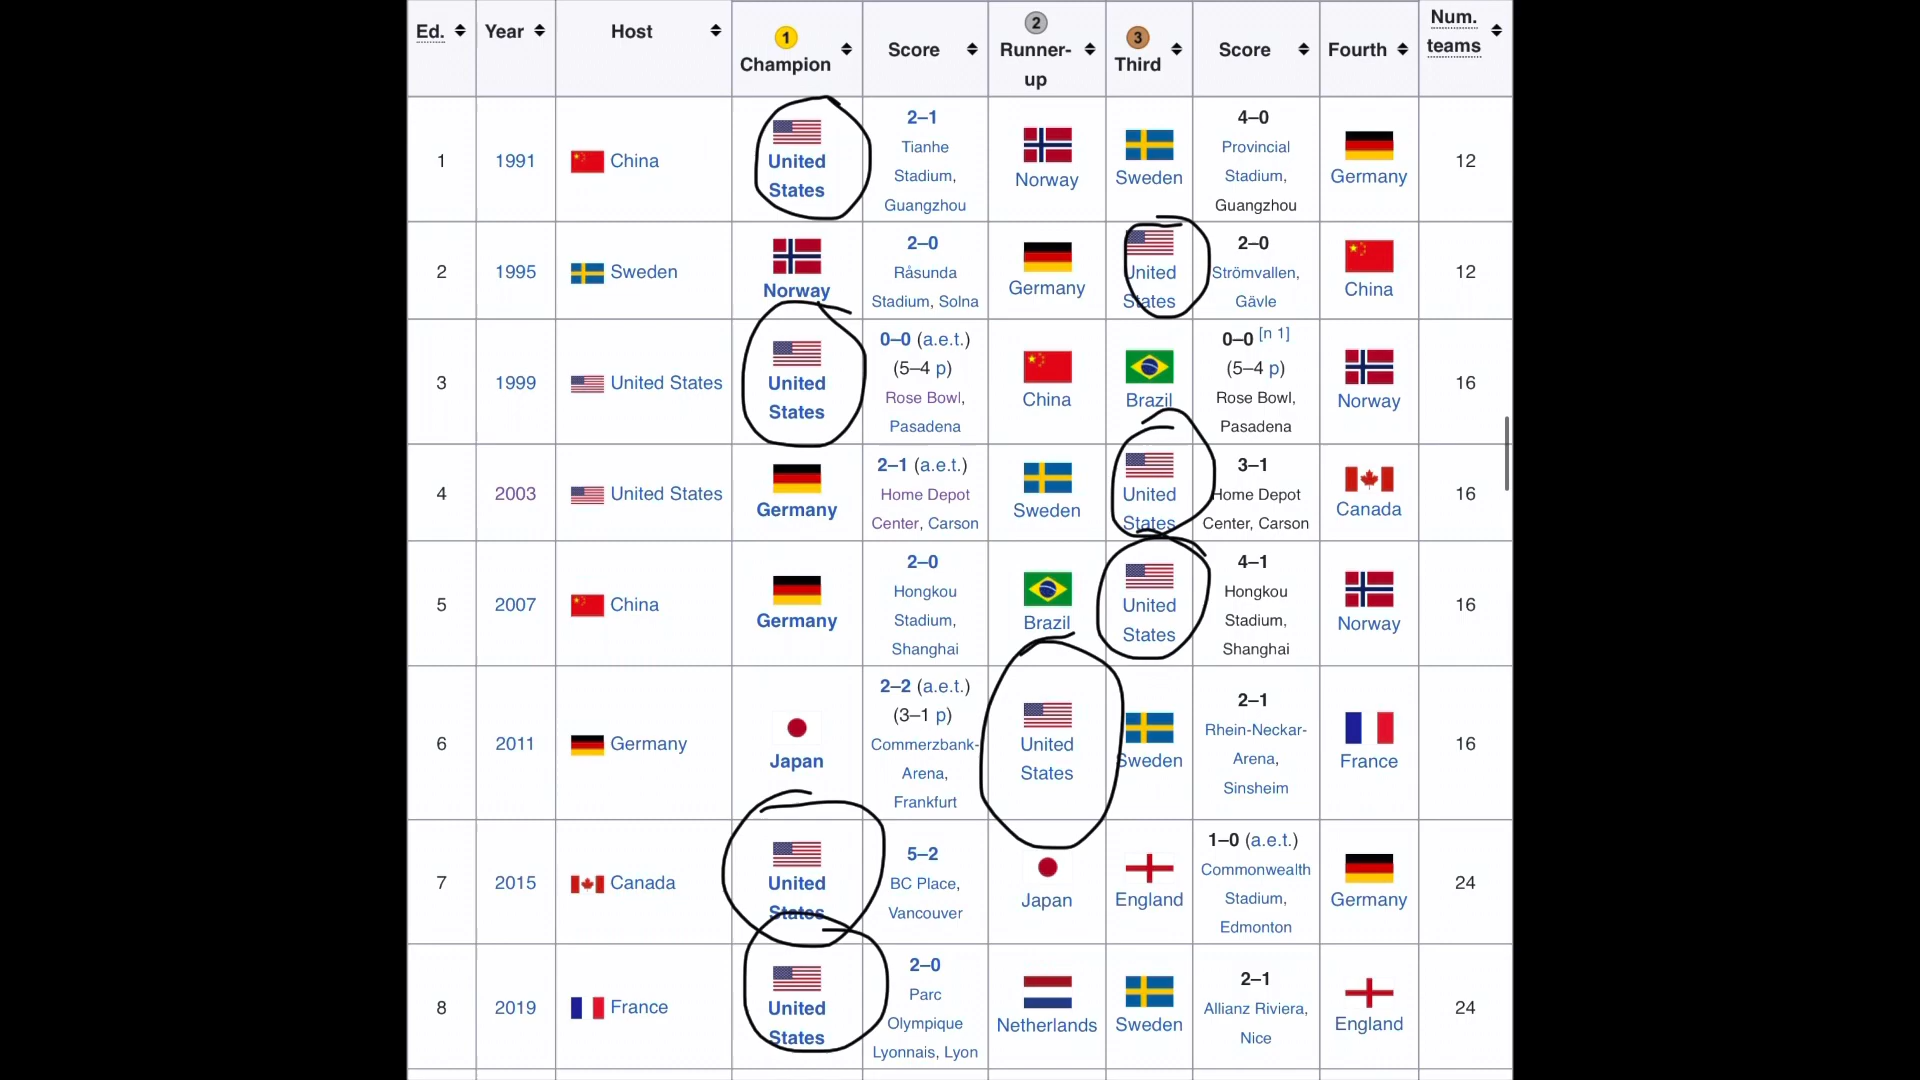 Ed. Year Host 1 Champion Score 2 Runner-up 3 Third Score Fourth Num. teams
1 1991 China United States 2–1 Tianhe Stadium, Guangzhou Norway Sweden 4–0 Provincial Stadium, Guangzhou Germany 12
2 1995 Sweden Norway 2–0 Råsunda Stadium, Solna Germany United States 2–0 Strömvallen, Gävle China 12
3 1999 United States United States 0–0 (a.e.t.) (5–4 p) Rose Bowl, Pasadena China Brazil 0–0 [n 1] (5–4 p) Rose Bowl, Pasadena Norway 16
4 2003 United States Germany 2–1 (a.e.t.) Home Depot Center, Carson Sweden United States 3–1 Home Depot Center, Carson Canada 16
5 2007 China Germany 2–0 Hongkou Stadium, Shanghai Brazil United States 4–1 Hongkou Stadium, Shanghai Norway 16
6 2011 Germany Japan 2–2 (a.e.t.) (3–1 p) Commerzbank-Arena, Frankfurt United States Sweden 2–1 Rhein-Neckar-Arena, Sinsheim France 16
7 2015 Canada United States 5–2 BC Place, Vancouver Japan England 1–0 (a.e.t.) Commonwealth Stadium, Edmonton Germany 24
8 2019 France United States 2–0 Parc Olympique Lyonnais, Lyon Netherlands Sweden 2–1 Allianz Riviera, Nice England 24